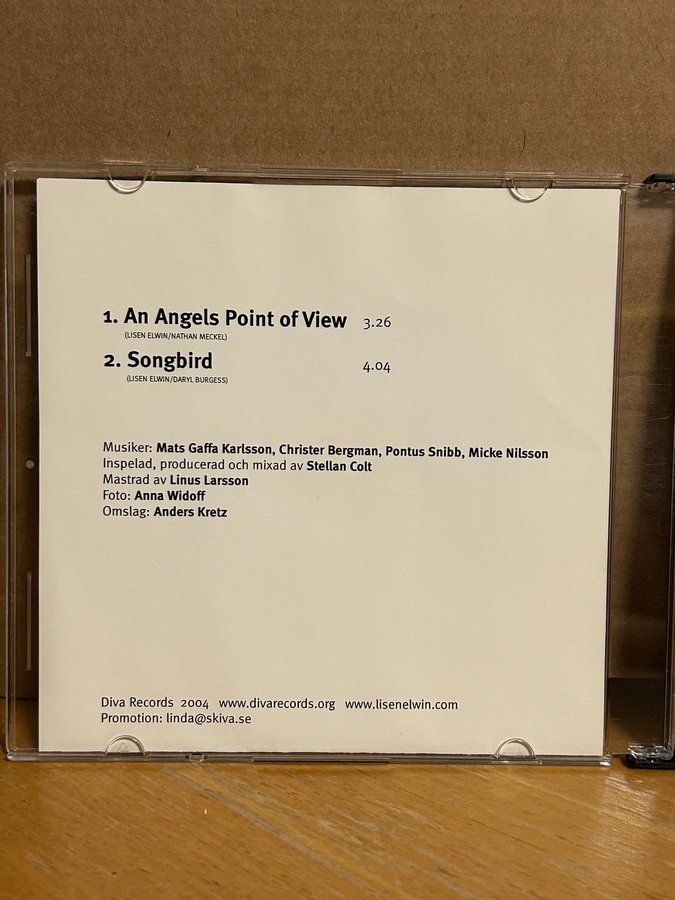 1. An Angels Point of View 3.26
(LISEN ELWIN/NATHAN MECKEL)
2. Songbird 4.04
(LISEN ELWIN/DARYL BURGESS)
Musiker: Mats Gaffa Karlsson, Christer Bergman, Pontus Snibb, Micke Nilsson
Inspelad, producerad och mixad av Stellan Colt
Mastrad av Linus Larsson
Foto: Anna Widoff
Omslag: Anders Kretz
Diva Records 2004 www.divarecords.org www.lisenelwin.com
Promotion: linda@skiva.se